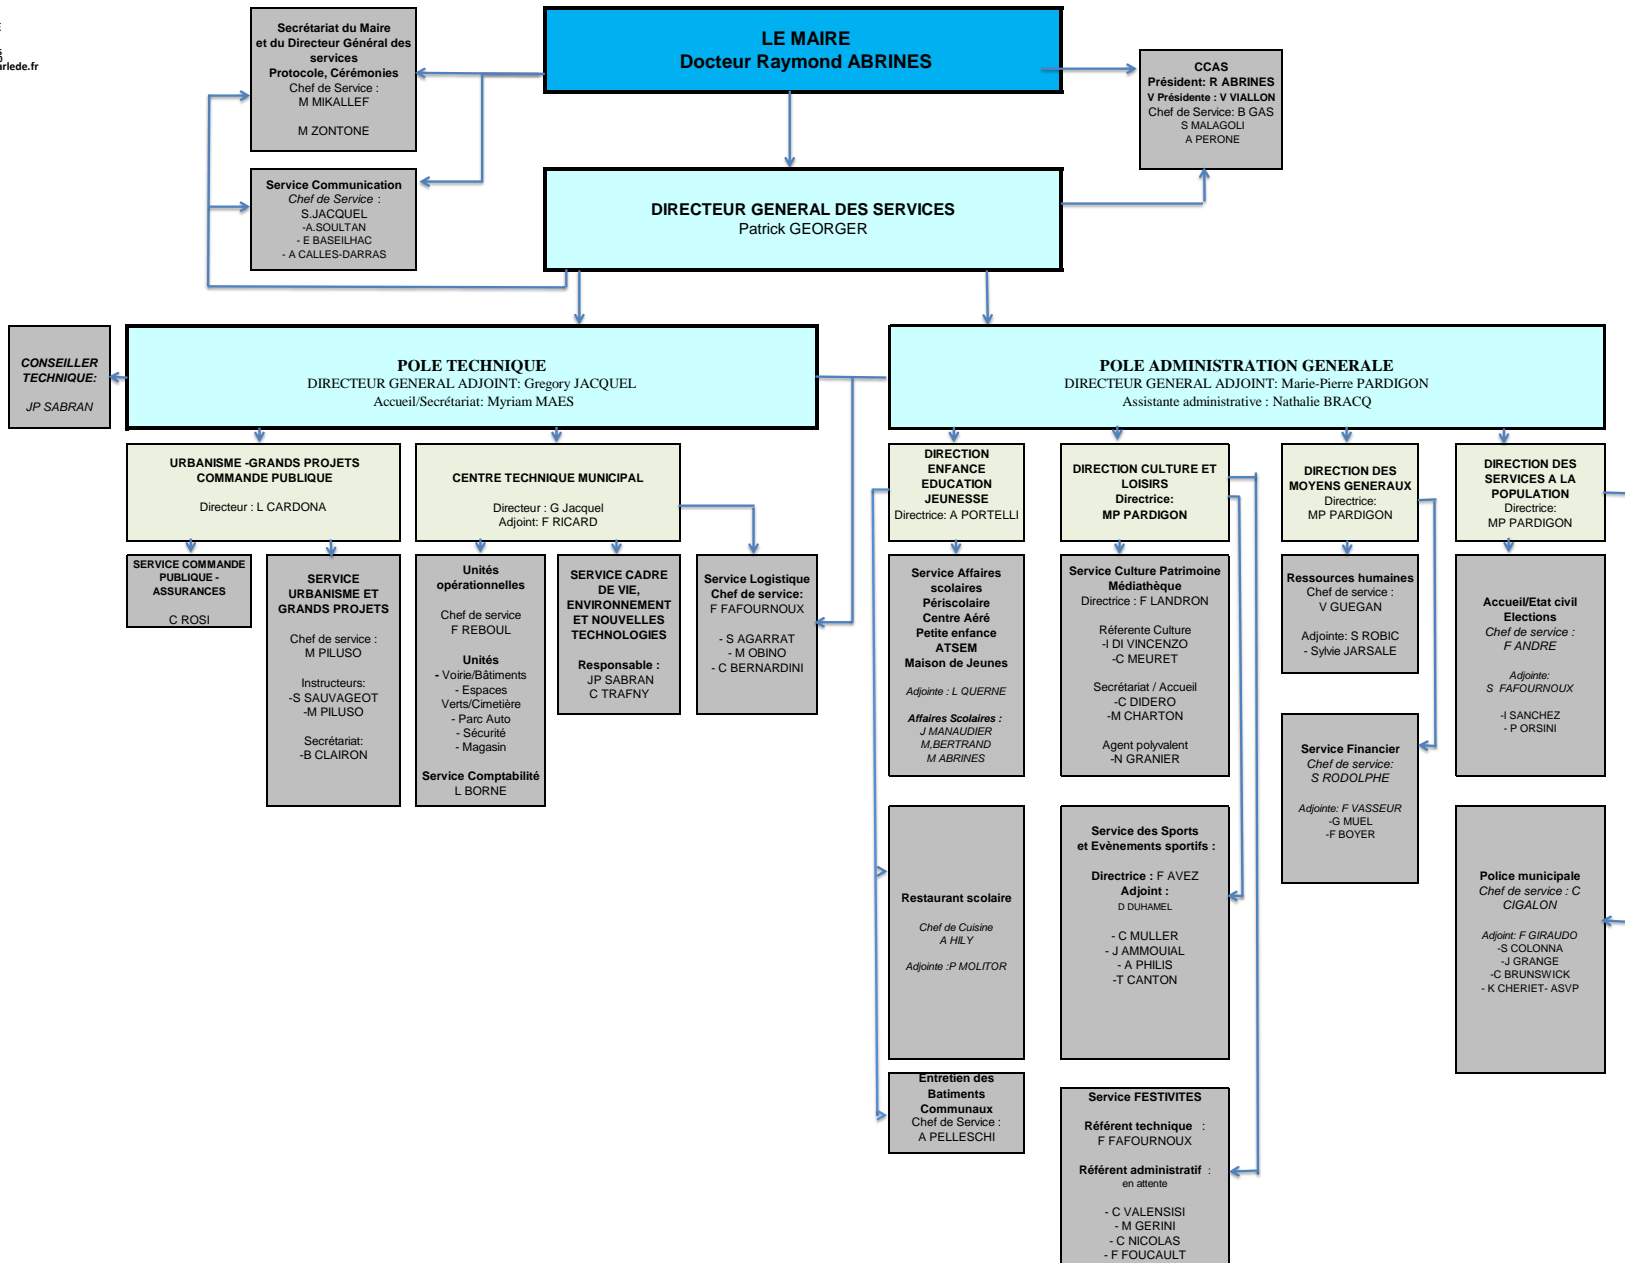 arlede.fr
Secrétariat du Maire
et du Directeur Général des
services
Protocole, Cérémonies
Chef de Service :
M MIKALLEF
M ZONTONE
LE MAIRE
Docteur Raymond ABRINES
CCAS
Président: R ABRINES
V Présidente : V VIALLON
Chef de Service: B GAS
S MALAGOLI
A PERONE
Service Communication
Chef de Service :
S.JACQUEL
-A.SOULTAN
- E BASEILHAC
- A CALLES-DARRAS
DIRECTEUR GENERAL DES SERVICES
Patrick GEORGER
CONSEILLER
TECHNIQUE:
JP SABRAN
POLE TECHNIQUE
DIRECTEUR GENERAL ADJOINT: Gregory JACQUEL
Accueil/Secrétariat: Myriam MAES
POLE ADMINISTRATION GENERALE
DIRECTEUR GENERAL ADJOINT: Marie-Pierre PARDIGON
Assistante administrative : Nathalie BRACQ
URBANISME -GRANDS PROJETS
COMMANDE PUBLIQUE
Directeur : L CARDONA
CENTRE TECHNIQUE MUNICIPAL
Directeur : G Jacquel
Adjoint: F RICARD
DIRECTION
ENFANCE
EDUCATION
JEUNESSE
Directrice: A PORTELLI
DIRECTION CULTURE ET
LOISIRS
Directrice:
MP PARDIGON
DIRECTION DES
MOYENS GENERAUX
Directrice:
MP PARDIGON
DIRECTION DES
SERVICES A LA
POPULATION
Directrice:
MP PARDIGON
SERVICE COMMANDE
PUBLIQUE -
ASSURANCES
C ROSI
SERVICE
URBANISME ET
GRANDS PROJETS
Chef de service :
M PILUSO
Instructeurs:
-S SAUVAGEOT
-M PILUSO
Secrétariat:
-B CLAIRON
Unités
opérationnelles
Chef de service
F REBOUL
Unités
- Voirie/Bâtiments
- Espaces
Verts/Cimetière
- Parc Auto
- Sécurité
- Magasin
Service Comptabilité
L BORNE
SERVICE CADRE
DE VIE,
ENVIRONNEMENT
ET NOUVELLES
TECHNOLOGIES
Responsable :
JP SABRAN
C TRAFNY
Service Logistique
Chef de service:
F FAFOURNOUX
- S AGARRAT
- M OBINO
- C BERNARDINI
Service Affaires
scolaires
Périscolaire
Centre Aéré
Petite enfance
ATSEM
Maison de Jeunes
Adjointe : L QUERNE
Affaires Scolaires :
J MANAUDIER
M,BERTRAND
M ABRINES
Service Culture Patrimoine
Médiathèque
Directrice : F LANDRON
Réferente Culture
-I DI VINCENZO
-C MEURET
Secrétariat / Accueil
-C DIDERO
-M CHARTON
Agent polyvalent
-N GRANIER
Ressources humaines
Chef de service :
V GUEGAN
Adjointe: S ROBIC
- Sylvie JARSALE
Accueil/Etat civil
Elections
Chef de service :
F ANDRE
Adjointe:
S FAFOURNOUX
-I SANCHEZ
- P ORSINI
Service Financier
Chef de service:
S RODOLPHE
Adjointe: F VASSEUR
-G MUEL
-F BOYER
Restaurant scolaire
Chef de Cuisine
A HILY
Adjointe :P MOLITOR
Service des Sports
et Evènements sportifs :
Directrice : F AVEZ
Adjoint :
D DUHAMEL
- C MULLER
- J AMMOUIAL
- A PHILIS
-T CANTON
Police municipale
Chef de service : C
CIGALON
Adjoint: F GIRAUDO
-S COLONNA
-J GRANGE
-C BRUNSWICK
- K CHERIET- ASVP
Entretien des
Batiments
Communaux
Chef de Service :
A PELLESCHI
Service FESTIVITES
Référent technique :
F FAFOURNOUX
Référent administratif :
en attente
- C VALENSISI
- M GERINI
- C NICOLAS
- F FOUCAULT